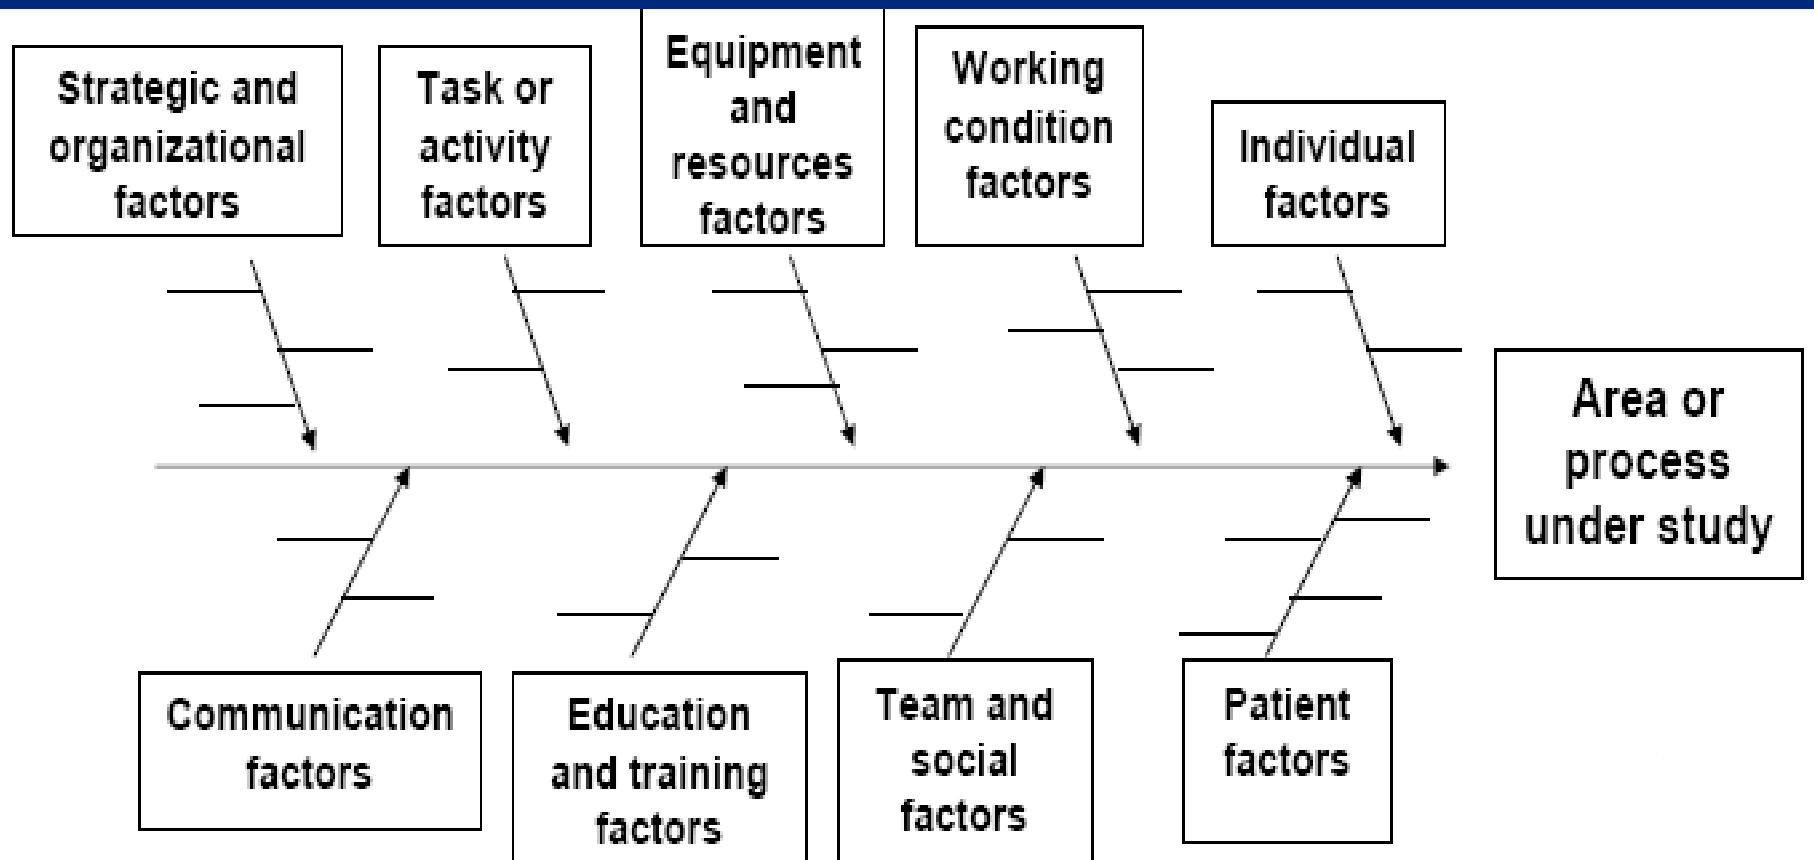 Strategic and
organizational
factors
Task or
activity
factors
Equipment
and
resources
factors
Working
condition
factors
Individual
factors
Area or
process
under study
Communication
factors
Education
and training
factors
Team and
social
factors
Patient
factors